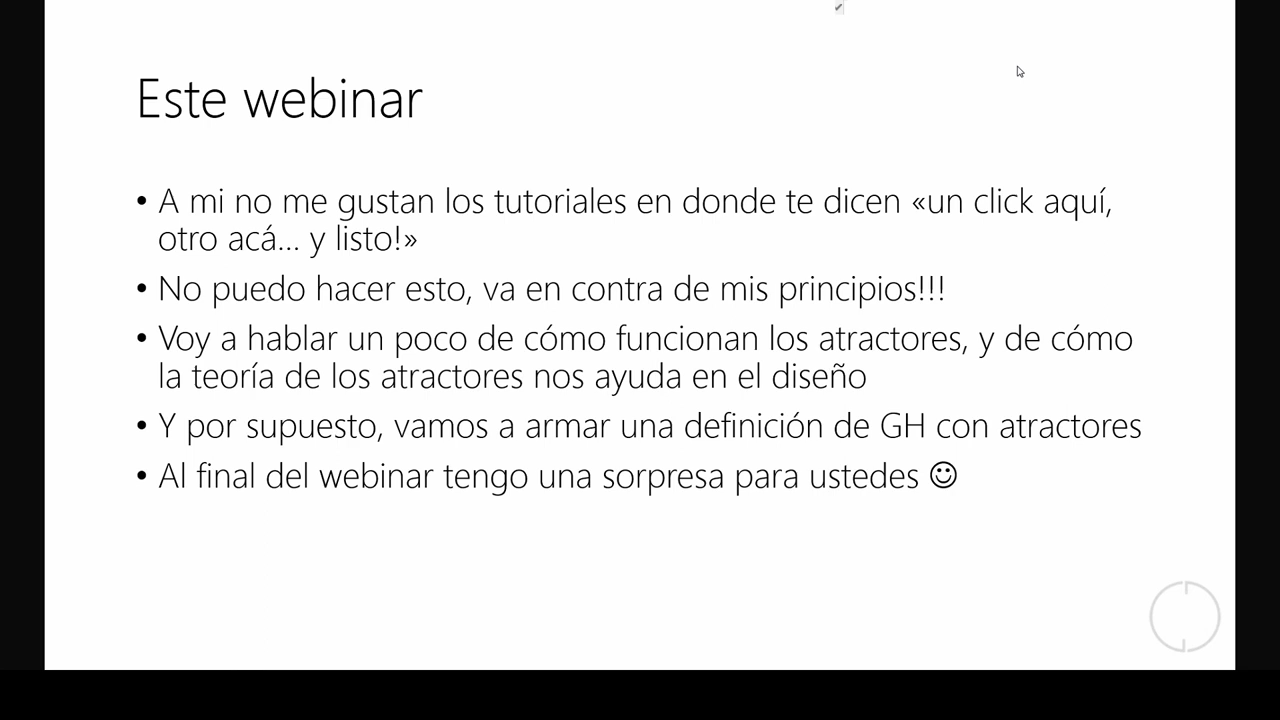 Este webinar
• A mi no me gustan los tutoriales en donde te dicen «un click aquí,
otro acá... y listo!»
• No puedo hacer esto, va en contra de mis principios!!!
• Voy a hablar un poco de cómo funcionan los atractores, y de cómo
la teoría de los atractores nos ayuda en el diseño
• Y por supuesto, vamos a armar una definición de GH con atractores
• Al final del webinar tengo una sorpresa para ustedes ☺